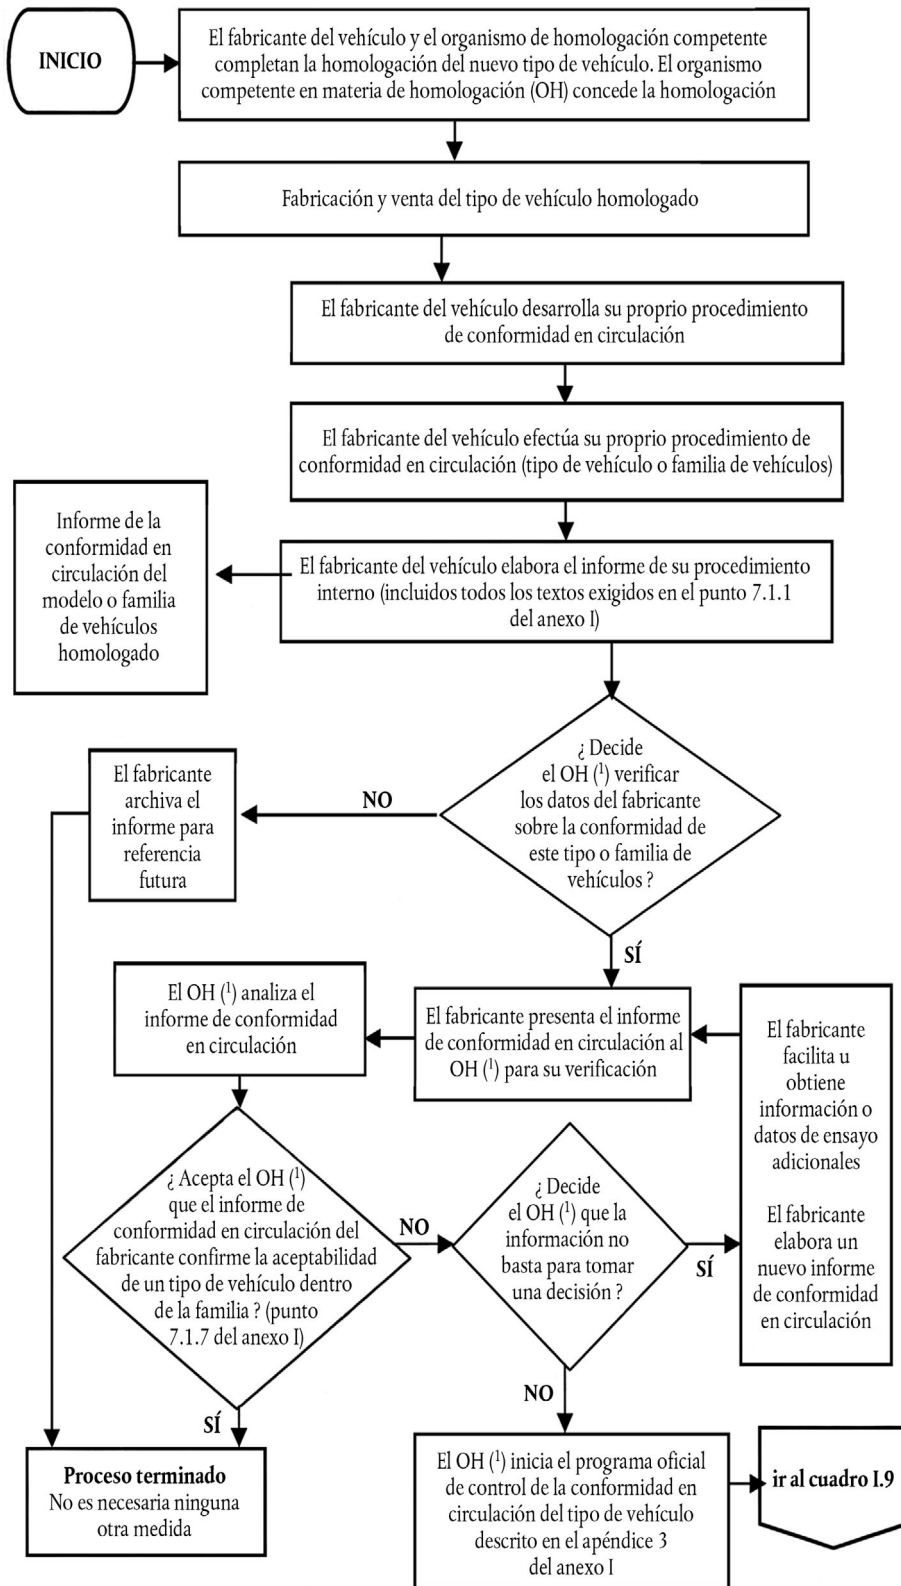 INICIO
El fabricante del vehículo y el organismo de homologación competente
completan la homologación del nuevo tipo de vehículo. El organismo
competente en materia de homologación (OH) concede la homologación
Fabricación y venta del tipo de vehículo homologado
El fabricante del vehículo desarrolla su proprio procedimiento
de conformidad en circulación
El fabricante del vehículo efectúa su proprio procedimiento de
conformidad en circulación (tipo de vehículo o familia de vehículos)
Informe de la
conformidad en
circulación del
modelo o familia
de vehículos
homologado
El fabricante del vehículo elabora el informe de su procedimiento
interno (incluidos todos los textos exigidos en el punto 7.1.1
del anexo I)
¿ Decide
el OH (¹) verificar
los datos del fabricante
sobre la conformidad de
este tipo o familia de
vehículos ?
NO
El fabricante
archiva el
informe para
referencia
futura
SÍ
El OH (¹) analiza el
informe de conformidad
en circulación
El fabricante presenta el informe
de conformidad en circulación al
OH (¹) para su verificación
El fabricante
facilita u
obtiene
información o
datos de ensayo
adicionales
El fabricante
elabora un
nuevo informe
de conformidad
en circulación
¿ Acepta el OH (¹)
que el informe de
conformidad en circulación del
fabricante confirme la aceptabilidad
de un tipo de vehículo dentro
de la familia ? (punto
7.1.7 del anexo I)
NO
¿ Decide
el OH (¹) que la
información no
basta para tomar
una decisión ?
SÍ
SÍ
NO
Proceso terminado
No es necesaria ninguna
otra medida
El OH (¹) inicia el programa oficial
de control de la conformidad en
circulación del tipo de vehículo
descrito en el apéndice 3
del anexo I
ir al cuadro I.9